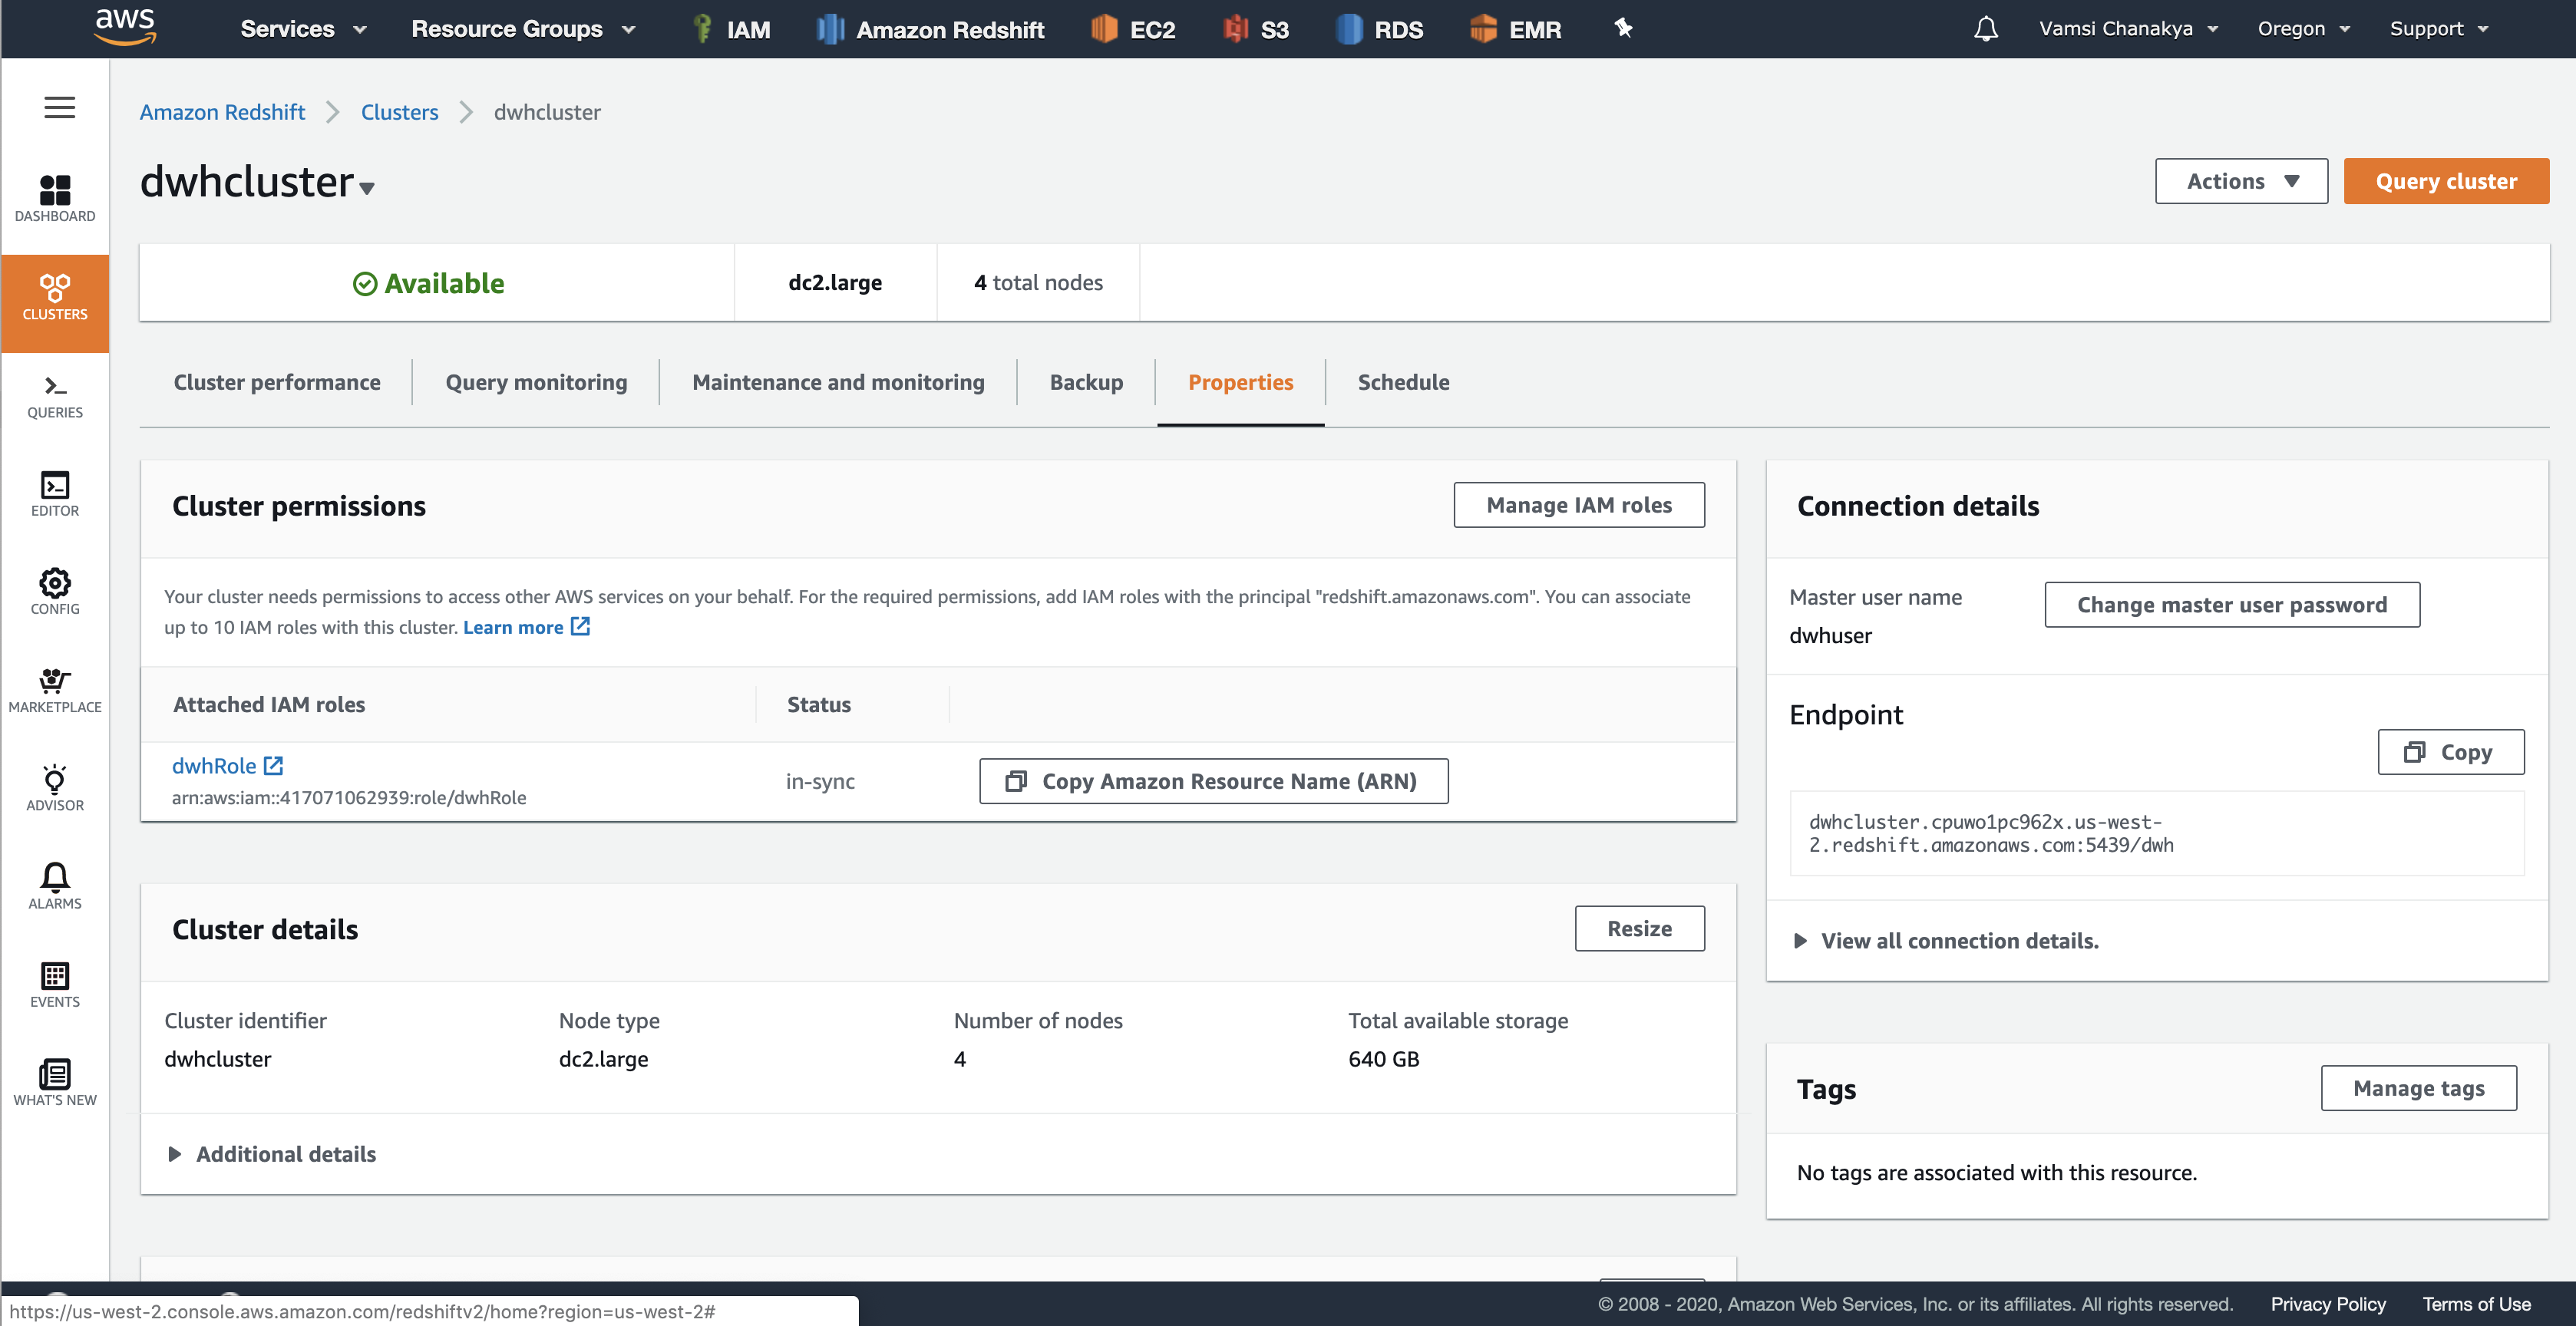 aws Services Resource Groups IAM Amazon Redshift EC2 S3 RDS EMR Vamsi Chanakya Oregon Support
Amazon Redshift Clusters dwhcluster
dwhcluster
Actions Query cluster
Available dc2.large 4 total nodes
Cluster performance Query monitoring Maintenance and monitoring Backup Properties Schedule
DASHBOARD
CLUSTERS
QUERIES
EDITOR
CONFIG
MARKETPLACE
ADVISOR
ALARMS
EVENTS
WHAT'S NEW
Cluster permissions
Manage IAM roles
Your cluster needs permissions to access other AWS services on your behalf. For the required permissions, add IAM roles with the principal "redshift.amazonaws.com". You can associate
up to 10 IAM roles with this cluster. Learn more
Attached IAM roles Status
dwhRole
arn:aws:iam::417071062939:role/dwhRole
in-sync
Copy Amazon Resource Name (ARN)
Cluster details
Resize
Cluster identifier Node type Number of nodes Total available storage
dwhcluster dc2.large 4 640 GB
Additional details
Connection details
Master user name
dwhuser
Change master user password
Endpoint
Copy
dwhcluster.cpuwo1pc962x.us-west-
2.redshift.amazonaws.com:5439/dwh
View all connection details.
Tags
Manage tags
No tags are associated with this resource.
https://us-west-2.console.aws.amazon.com/redshiftv2/home?region=us-west-2#
© 2008 - 2020, Amazon Web Services, Inc. or its affiliates. All rights reserved. Privacy Policy Terms of Use